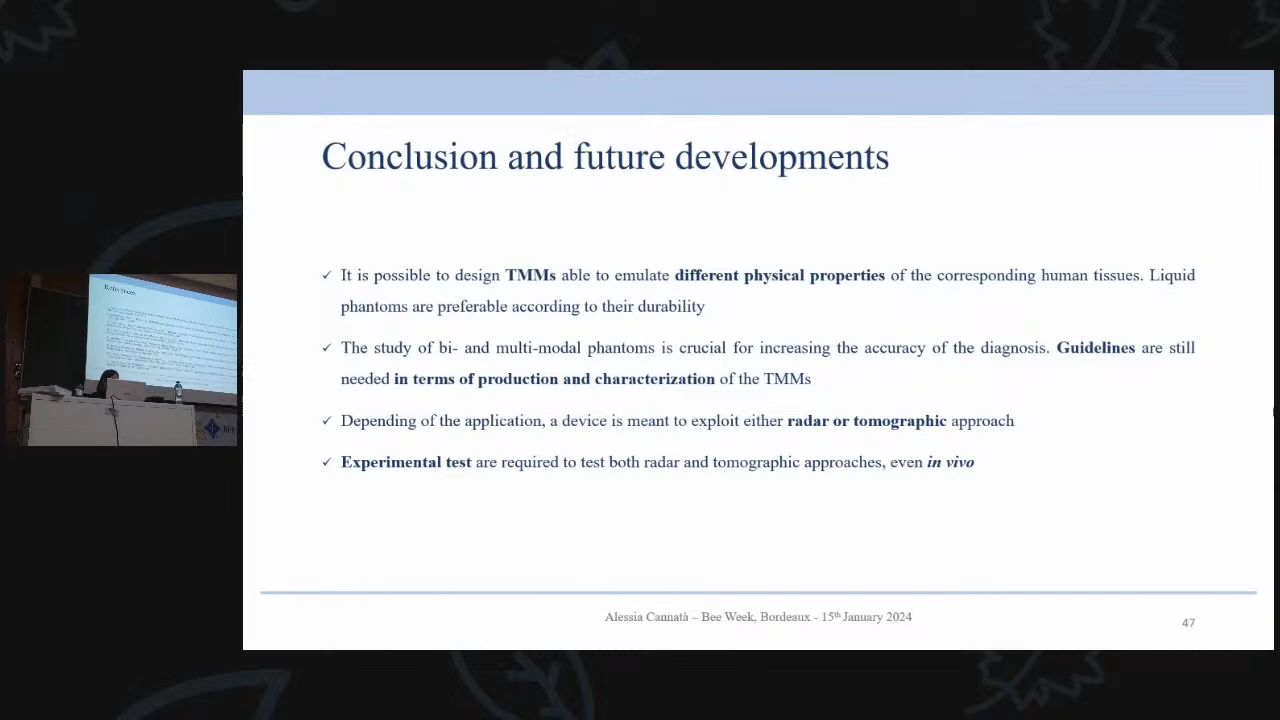 Conclusion and future developments
✓ It is possible to design TMMs able to emulate different physical properties of the corresponding human tissues. Liquid
phantoms are preferable according to their durability
✓ The study of bi- and multi-modal phantoms is crucial for increasing the accuracy of the diagnosis. Guidelines are still
needed in terms of production and characterization of the TMMs
✓ Depending of the application, a device is meant to exploit either radar or tomographic approach
✓ Experimental test are required to test both radar and tomographic approaches, even in vivo
Alessia Cannatà – Bee Week, Bordeaux - 15th January 2024
47
References